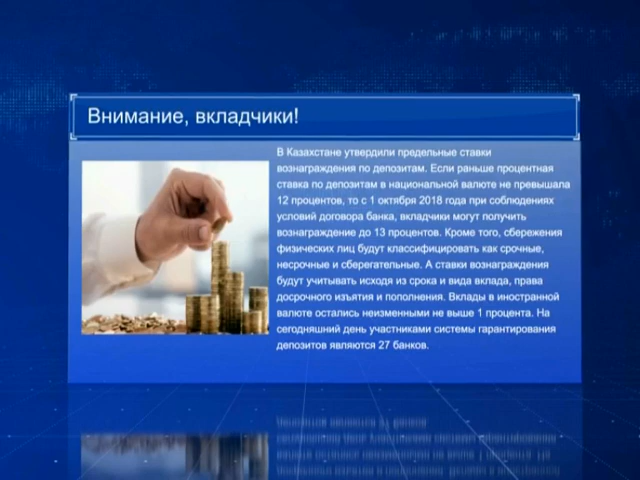 Внимание, вкладчики!
В Казахстане утвердили предельные ставки
вознаграждения по депозитам. Если раньше процентная
ставка по депозитам в национальной валюте не превышала
12 процентов, то с 1 октября 2018 года при соблюдениях
условий договора банка, вкладчики могут получить
вознаграждение до 13 процентов. Кроме того, сбережения
физических лиц будут классифицировать как срочные,
несрочные и сберегательные. А ставки вознаграждения
будут учитывать исходя из срока и вида вклада, права
досрочного изъятия и пополнения. Вклады в иностранной
валюте остались неизменными не выше 1 процента. На
сегодняшний день участниками системы гарантирования
депозитов являются 27 банков.